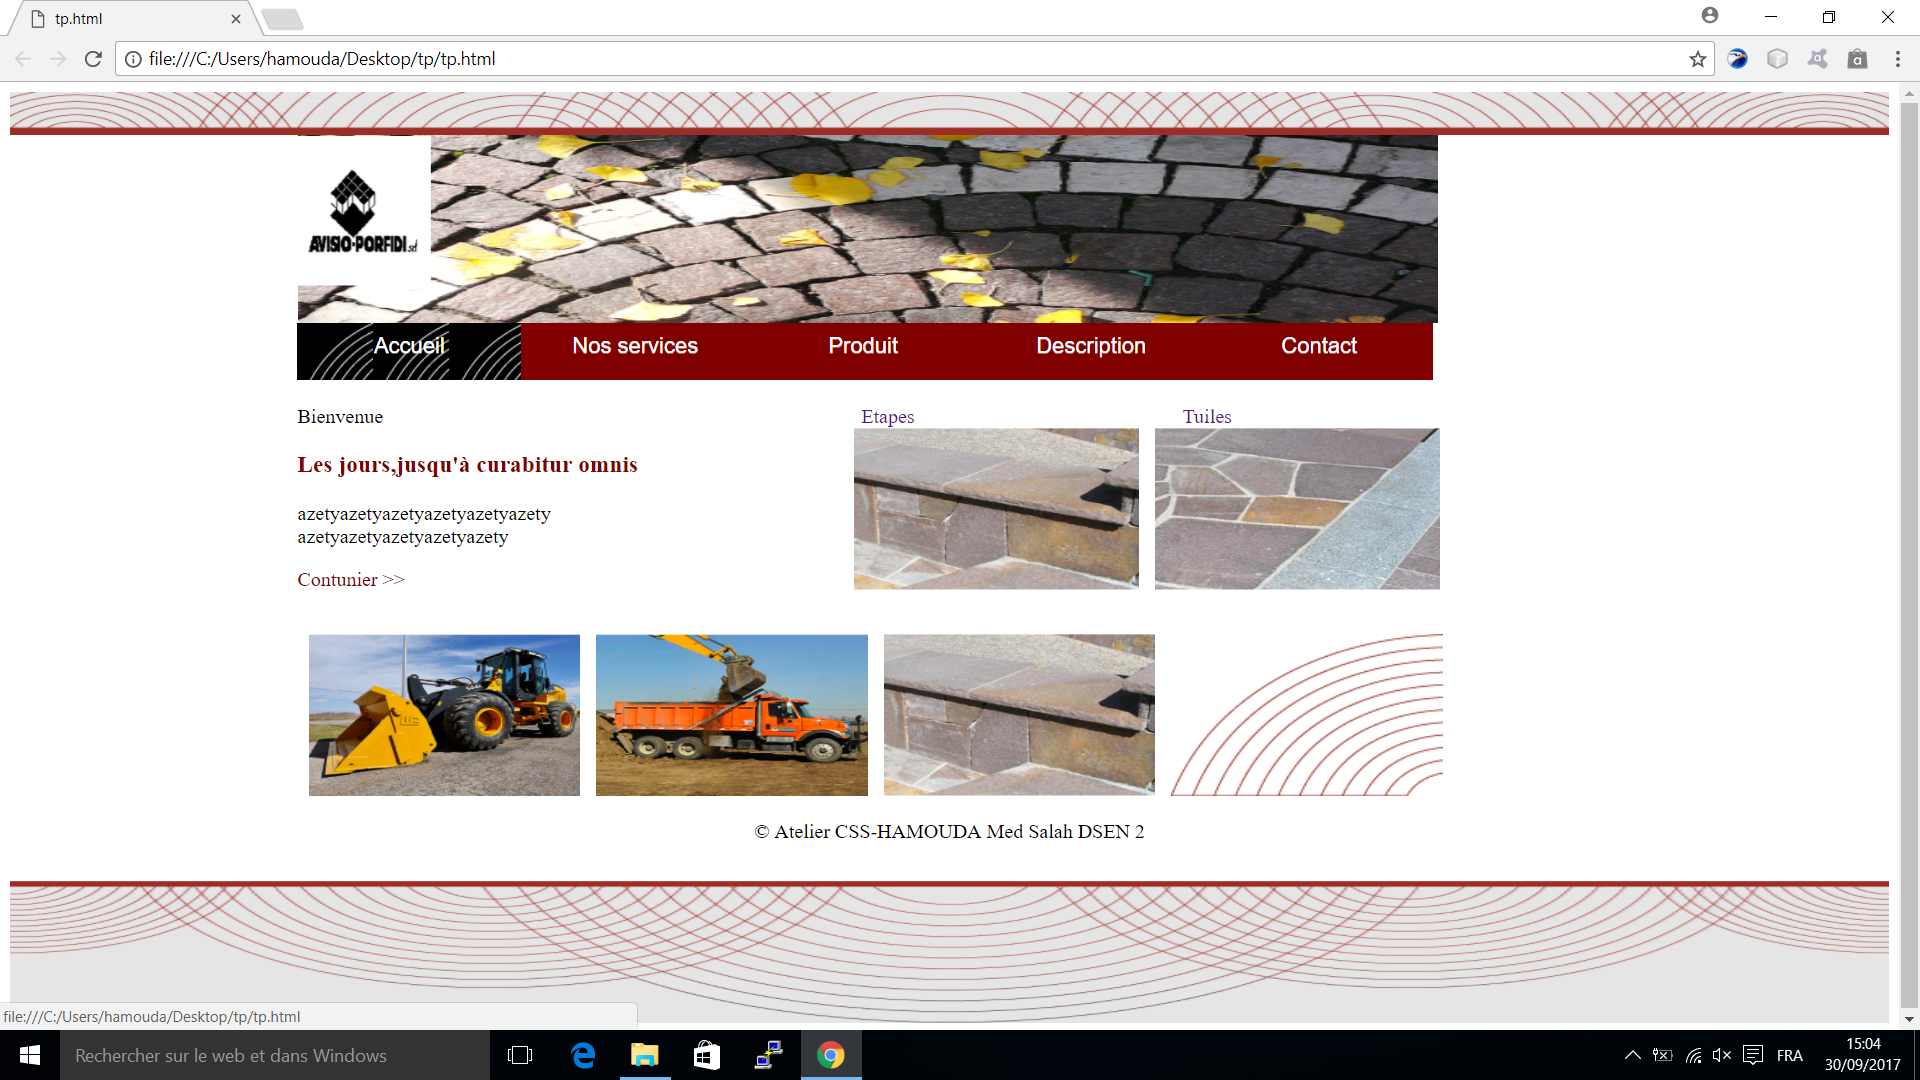 tp.html
file:///C:/Users/hamouda/Desktop/tp/tp.html
AVISIO-PORFIDI
Accueil Nos services Produit Description Contact
Bienvenue
Etapes
Tuiles
Les jours,jusqu'à curabitur omnis
azetyazetyazetyazetyazetyazety
azetyazetyazetyazetyazety
Contunier >>
© Atelier CSS-HAMOUDA Med Salah DSEN 2
file:///C:/Users/hamouda/Desktop/tp/tp.html
Rechercher sur le web et dans Windows
FRA
15:04
30/09/2017